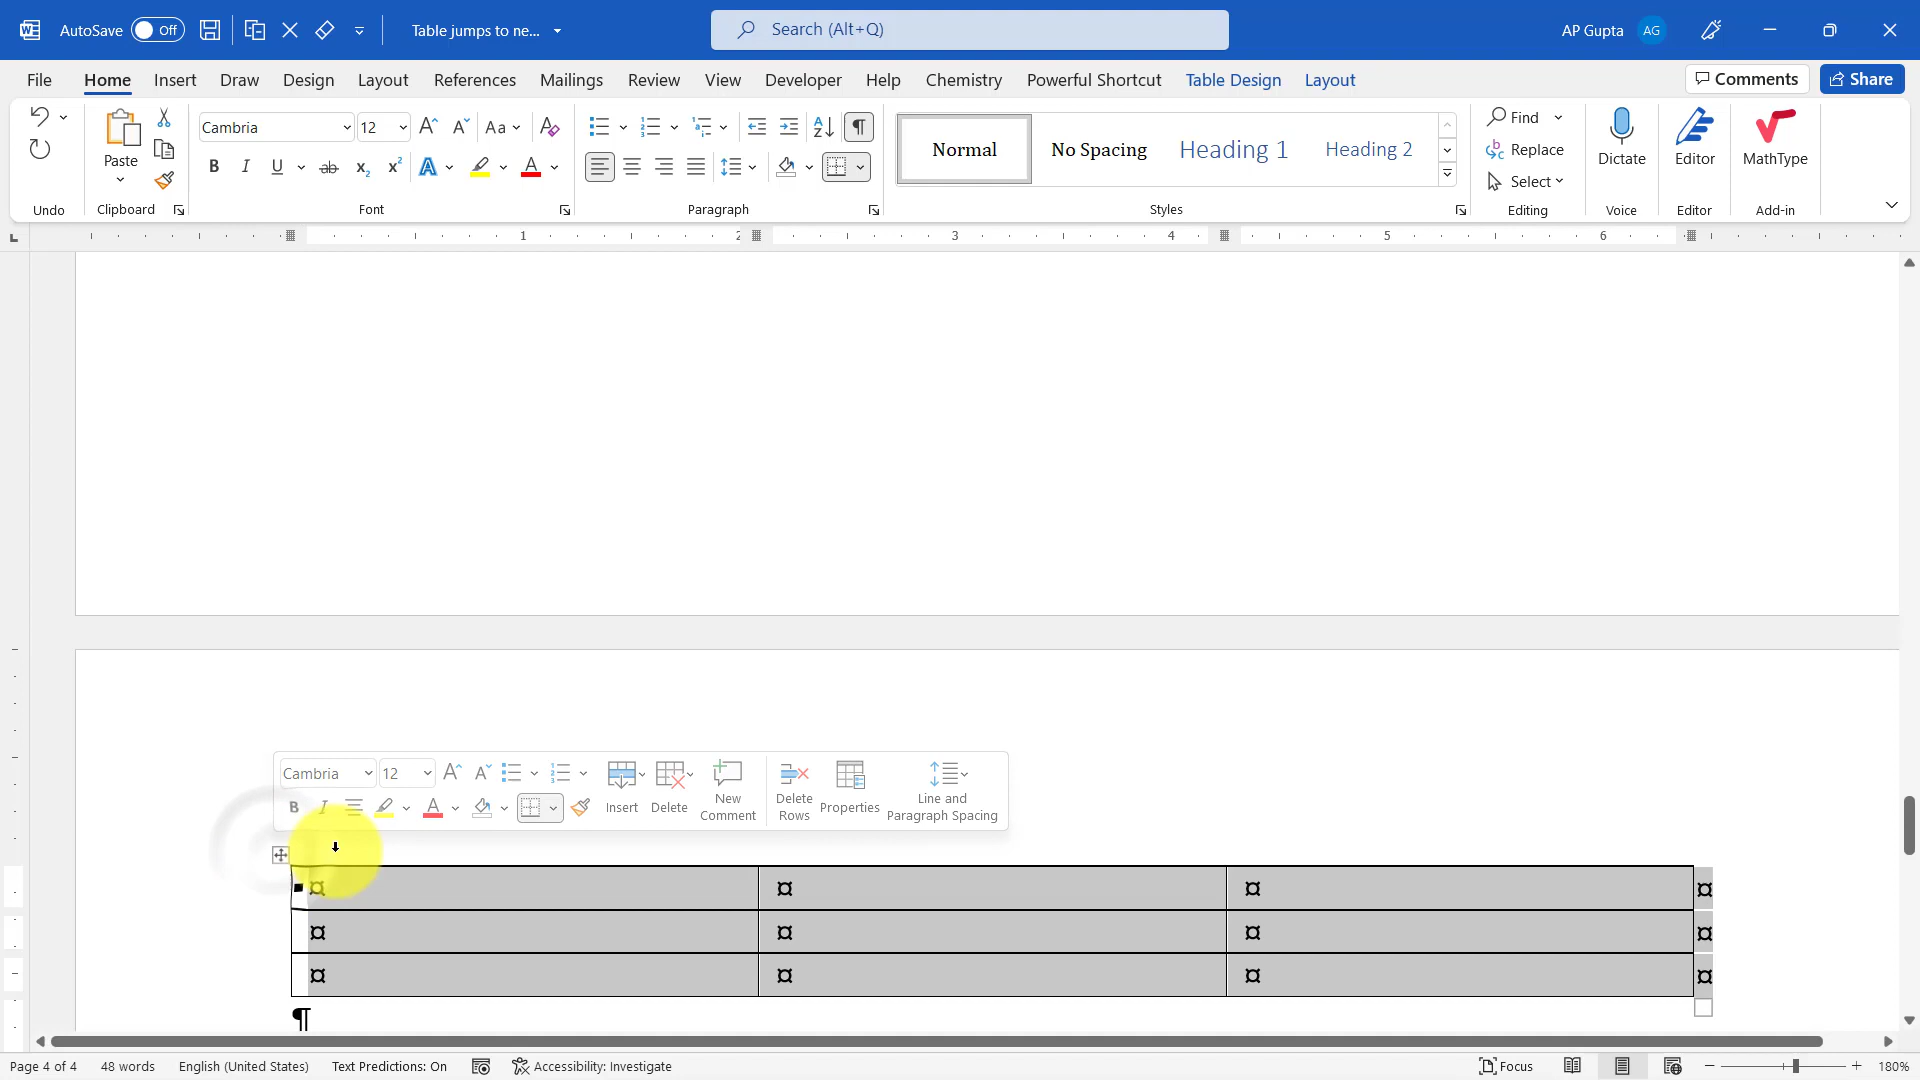 AutoSave Off Table jumps to ne... Search (Alt+Q) AP Gupta AG
File Home Insert Draw Design Layout References Mailings Review View Developer Help Chemistry Powerful Shortcut Table Design Layout Comments Share
Cambria 12 Aa
Paste
B I U ab x₂ x² A A
Normal No Spacing Heading 1 Heading 2
Find
Replace
Select
Dictate Editor MathType
Undo Clipboard Font Paragraph Styles Editing Voice Editor Add-in
1 2 3 4 5 6
Cambria 12
B I A
Insert Delete New Comment Delete Rows Properties Line and Paragraph Spacing
¤ ¤ ¤ ¤
¤ ¤ ¤ ¤
¤ ¤ ¤ ¤
¶
Page 4 of 4 48 words English (United States) Text Predictions: On Accessibility: Investigate Focus 180%